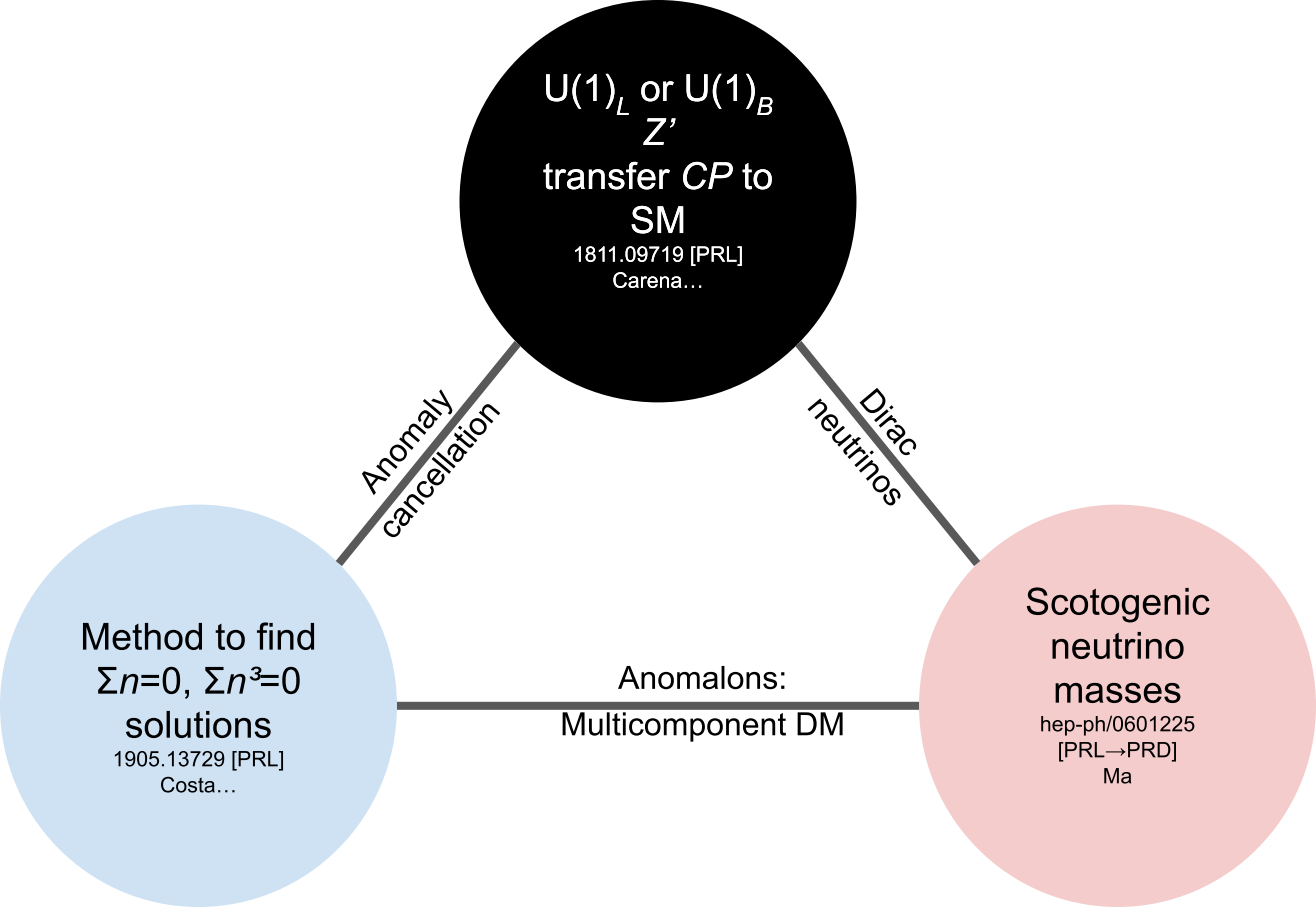 U(1)L or U(1)B
Z’
transfer CP to
SM
1811.09719 [PRL]
Carena…
Anomaly
cancellation
Dirac
neutrinos
Method to find
Σn=0, Σn³=0
solutions
1905.13729 [PRL]
Costa…
Anomalons:
Multicomponent DM
Scotogenic
neutrino
masses
hep-ph/0601225
[PRL→PRD]
Ma